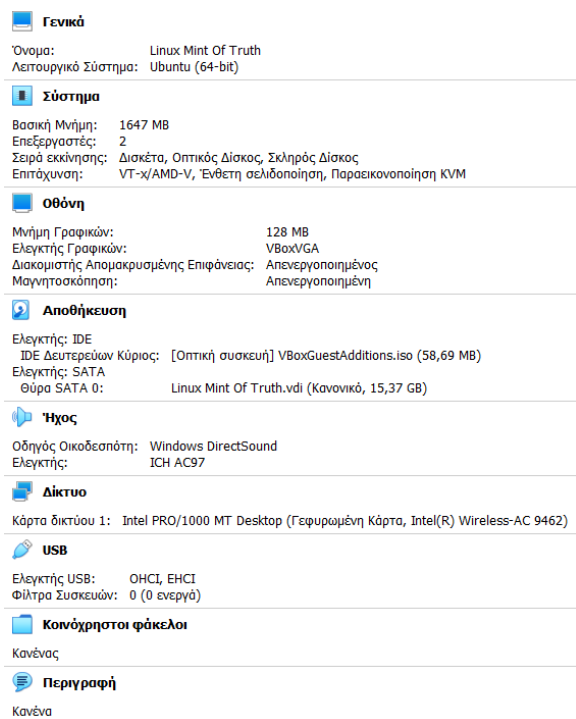 Γενικά
Όνομα: Linux Mint Of Truth
Λειτουργικό Σύστημα: Ubuntu (64-bit)
Σύστημα
Βασική Μνήμη: 1647 MB
Επεξεργαστές: 2
Σειρά εκκίνησης: Δισκέτα, Οπτικός Δίσκος, Σκληρός Δίσκος
Επιτάχυνση: VT-x/AMD-V, Ένθετη σελιδοποίηση, Παραεικονοποίηση KVM
Οθόνη
Μνήμη Γραφικών: 128 MB
Ελεγκτής Γραφικών: VBoxVGA
Διακομιστής Απομακρυσμένης Επιφάνειας: Απενεργοποιημένος
Μαγνητοσκόπηση: Απενεργοποιημένη
Αποθήκευση
Ελεγκτής: IDE
IDE Δευτερεύων Κύριος: [Οπτική συσκευή] VBoxGuestAdditions.iso (58,69 MB)
Ελεγκτής: SATA
Θύρα SATA 0: Linux Mint Of Truth.vdi (Κανονικό, 15,37 GB)
Ήχος
Οδηγός Οικοδεσπότη: Windows DirectSound
Ελεγκτής: ICH AC97
Δίκτυο
Κάρτα δικτύου 1: Intel PRO/1000 MT Desktop (Γεφυρωμένη Κάρτα, Intel(R) Wireless-AC 9462)
USB
Ελεγκτής USB: OHCI, EHCI
Φίλτρα Συσκευών: 0 (0 ενεργά)
Κοινόχρηστοι φάκελοι
Κανένας
Περιγραφή
Κανένα